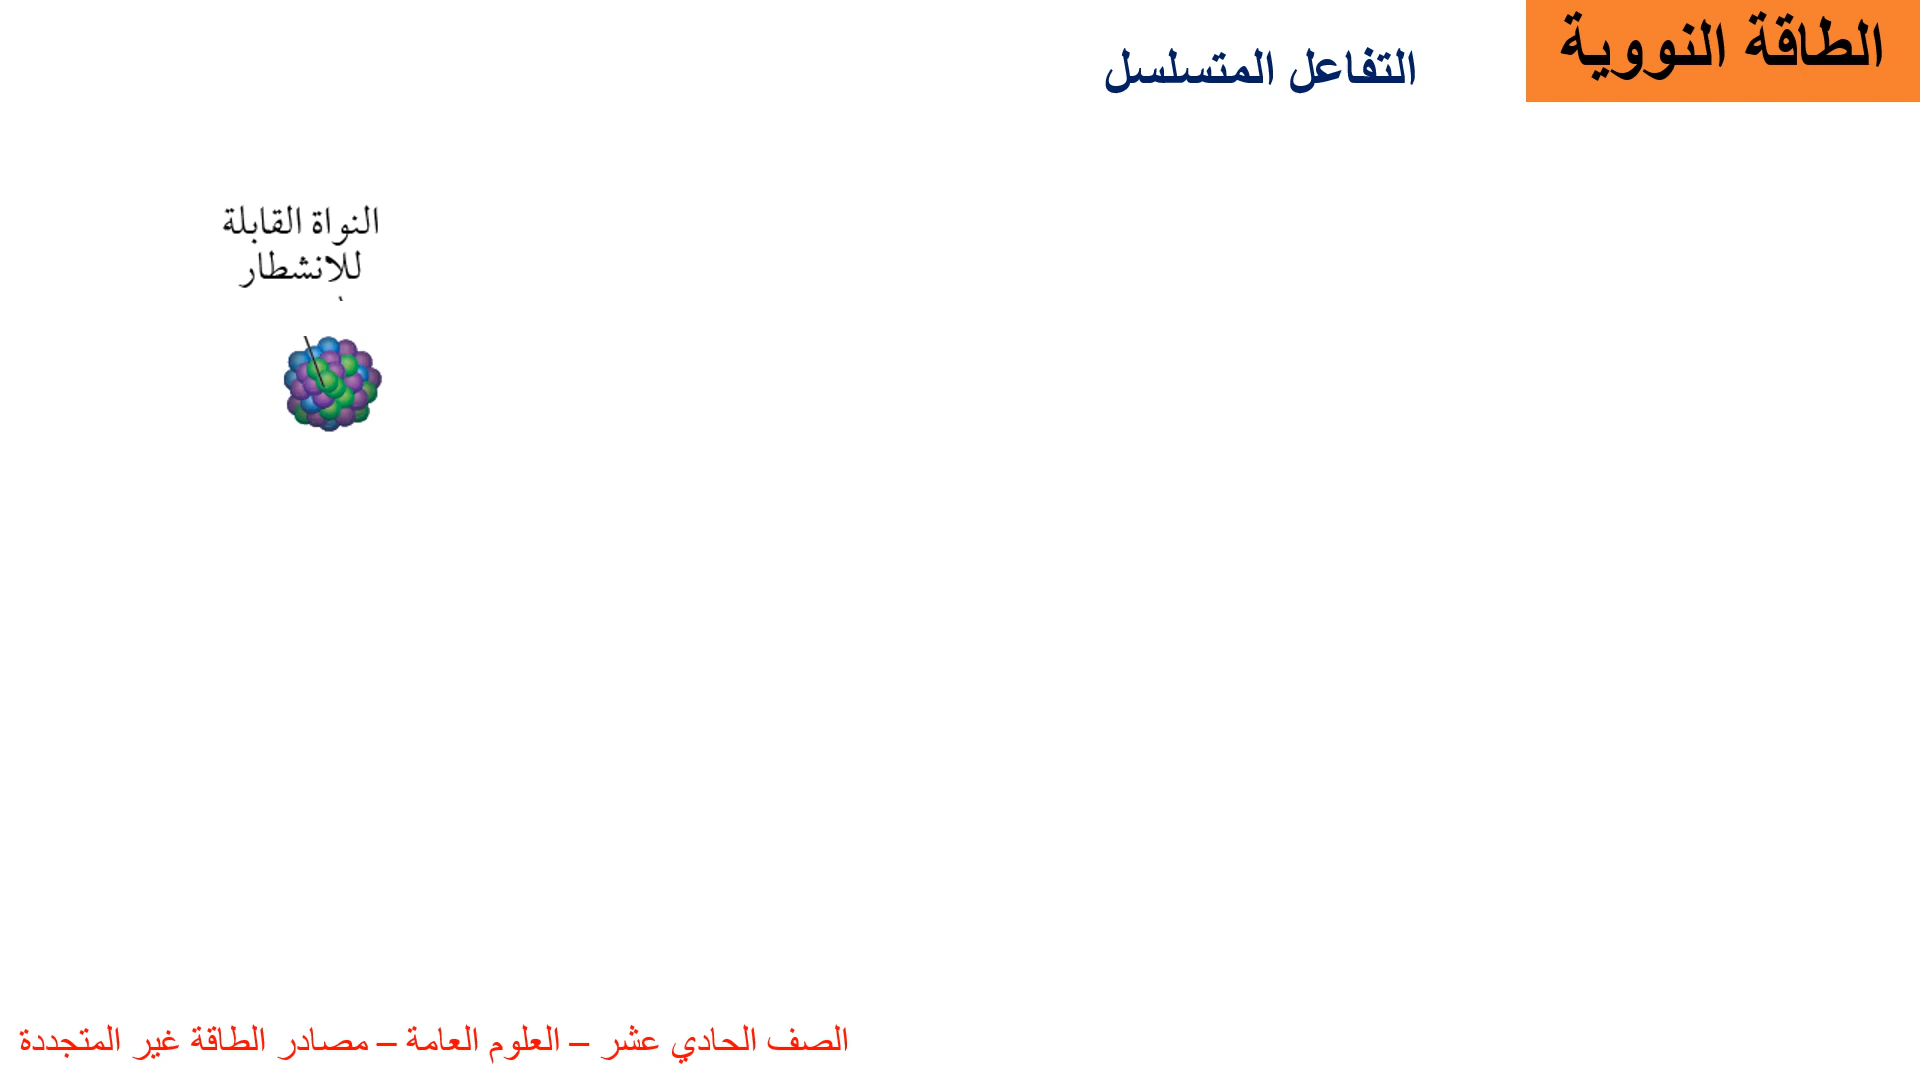 الطاقة النووية
التفاعل المتسلسل
النواة القابلة
للانشطار
الصف الحادي عشر – العلوم العامة – مصادر الطاقة غير المتجددة